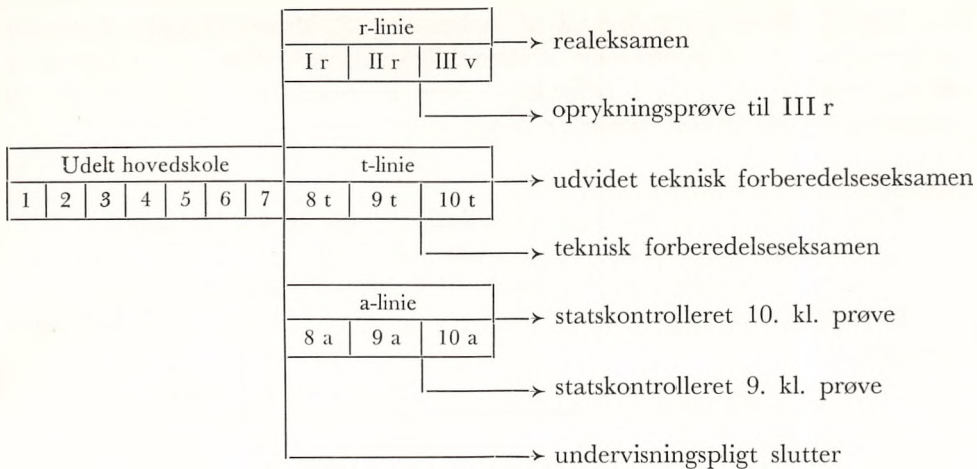 r-linie
→ realeksamen
I r II r III v
→ oprykningsprøve til III r
Udelt hovedskole t-linie
→ udvidet teknisk forberedelseseksamen
1 2 3 4 5 6 7 8 t 9 t 10 t
→ teknisk forberedelseseksamen
a-linie
→ statskontrolleret 10. kl. prøve
8 a 9 a 10 a
→ statskontrolleret 9. kl. prøve
→ undervisningspligt slutter